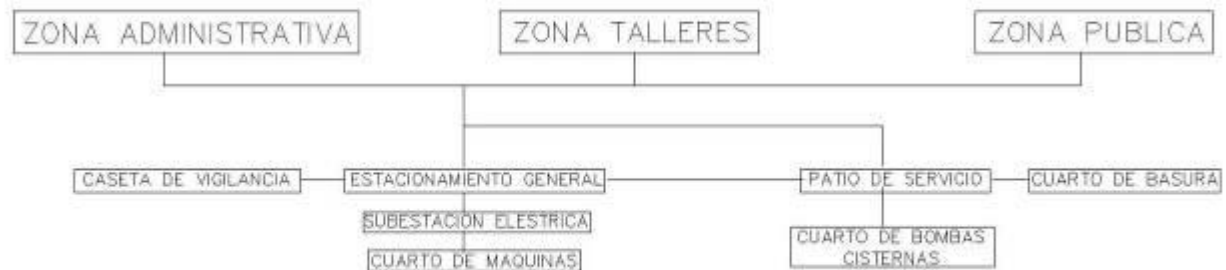 ZONA ADMINISTRATIVA
ZONA TALLERES
ZONA PUBLICA
CASETA DE VIGILANCIA
ESTACIONAMIENTO GENERAL
PATIO DE SERVICIO
CUARTO DE BASURA
SUBESTACION ELESTRICA
CUARTO DE BOMBAS
CISTERNAS
CUARTO DE MAQUINAS